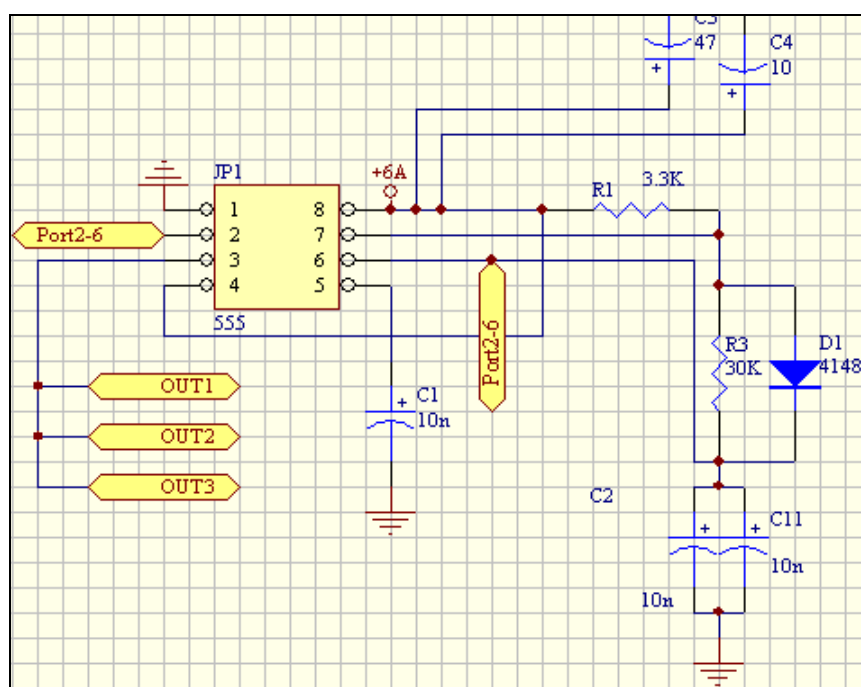 C3
47
C4
10
JP1
+6A
R1
3.3K
1
8
Port2-6
2
7
3
6
4
5
555
Port2-6
R3
30K
D1
4148
OUT1
C1
10n
OUT2
OUT3
C2
C11
10n
10n